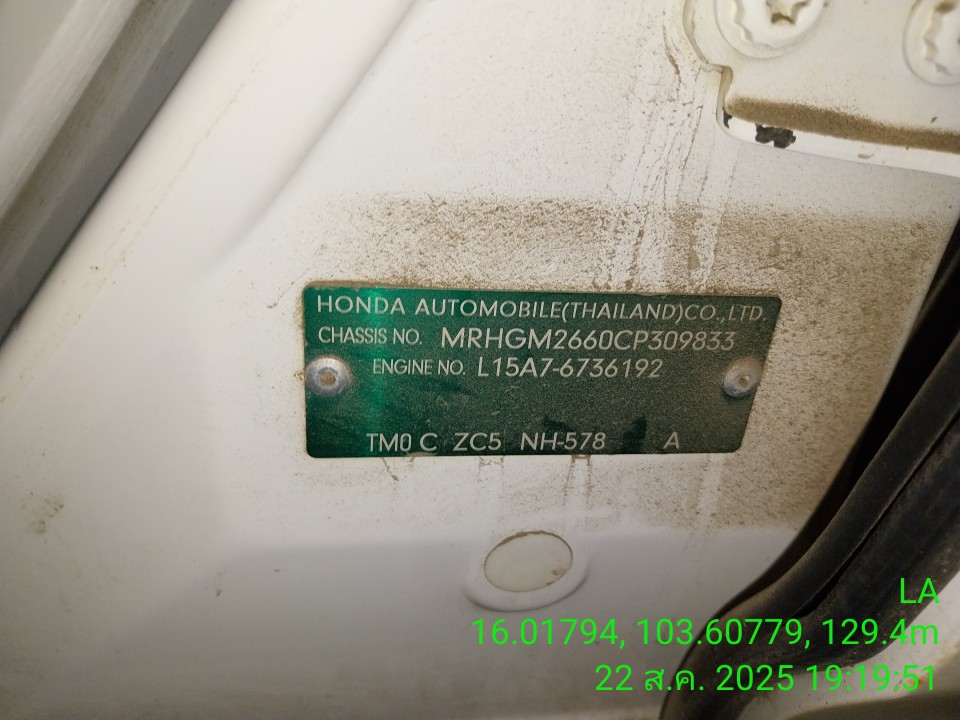 HONDA AUTOMOBILE(THAILAND)CO.,LTD.
CHASSIS NO. MRHGM2660CP309833
ENGINE NO. L15A7-6736192
TM0 C ZC5 NH-578 A
LA
16.01794, 103.60779, 129.4m
22 ส.ค. 2025 19:19:51